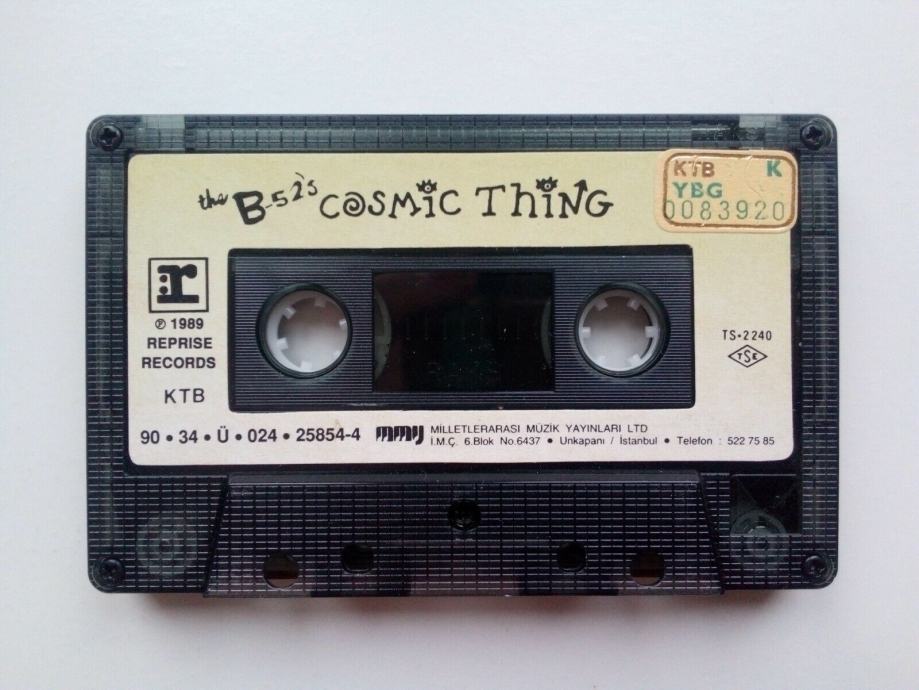 the B-52's COSMIC THING
KTB K
YBG
0083920
r
℗ 1989
REPRISE
RECORDS
KTB
TS•2240
TSE
90 • 34 • Ü • 024 • 25854-4
mmy MİLLETLERARASI MÜZİK YAYINLARI LTD
İ.M.Ç. 6.Blok No.6437 • Unkapanı / İstanbul • Telefon : 522 75 85